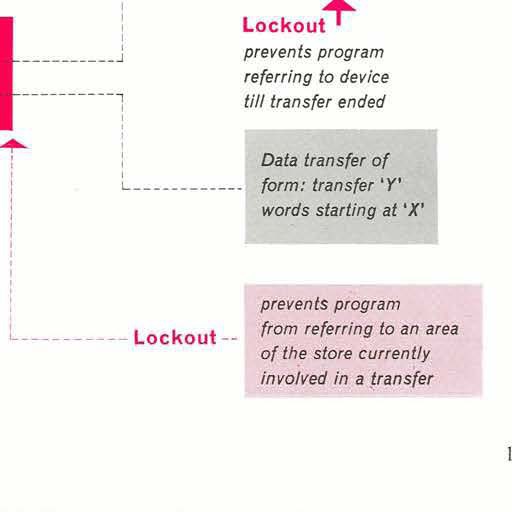 Lockout
prevents program
referring to device
till transfer ended
Data transfer of
form: transfer ‘Y’
words starting at ‘X’
prevents program
from referring to an area
Lockout
of the store currently
involved in a transfer